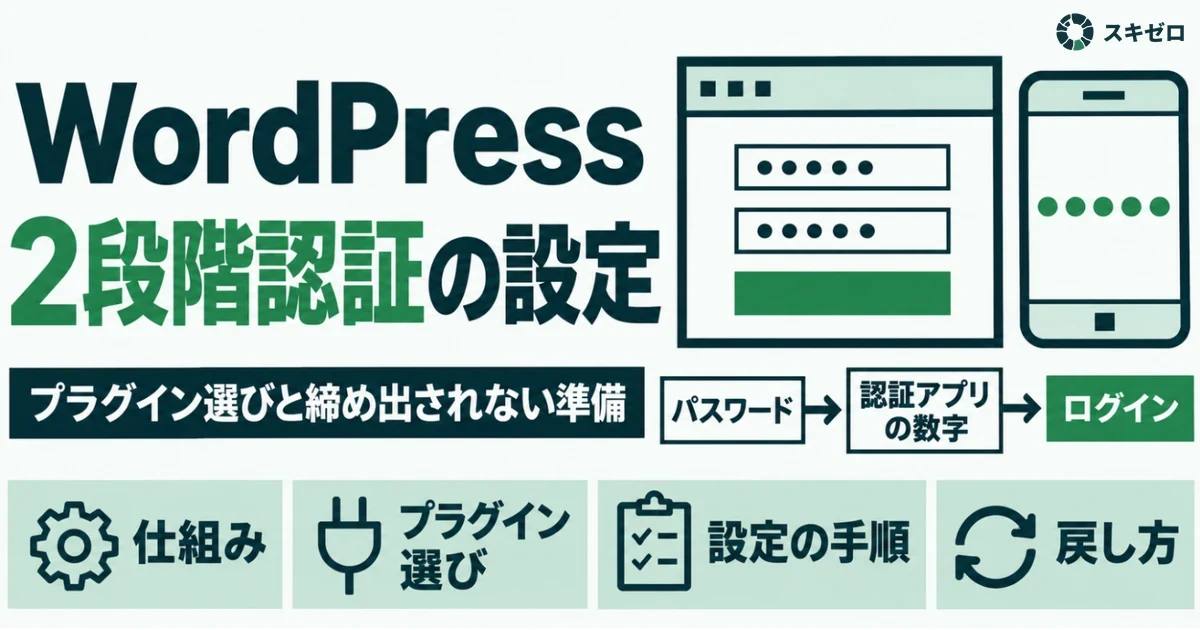 スキゼロ
WordPress
2段階認証の設定
プラグイン選びと締め出されない準備
パスワード
認証アプリ
の数字
ログイン
仕組み
プラグイン
選び
設定の手順
戻し方